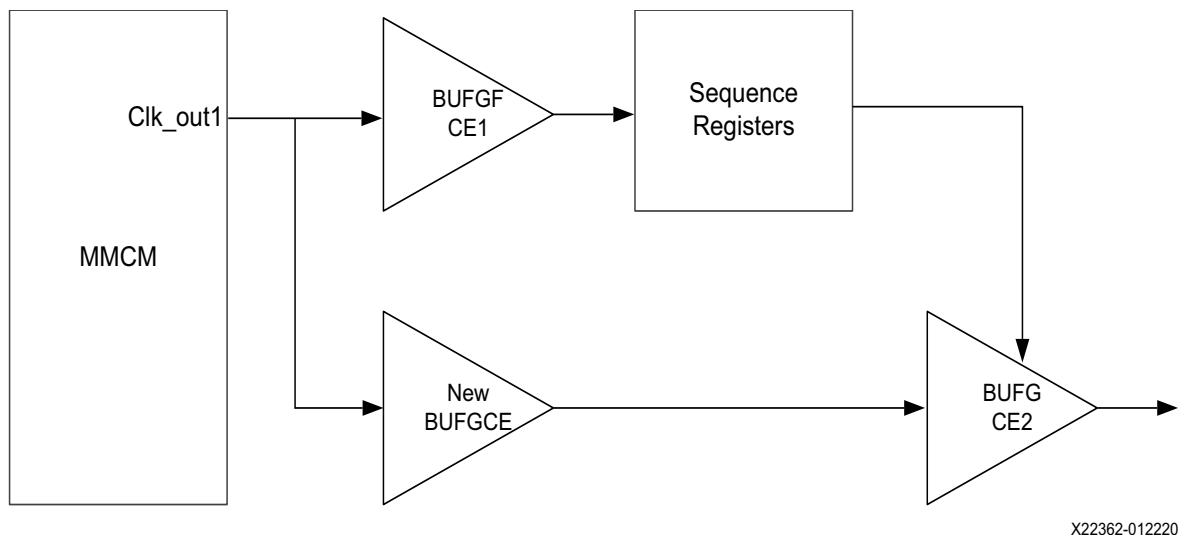 Clk_out1
MMCM
BUFGF
CE1
Sequence
Registers
New
BUFGCE
BUFG
CE2
X22362-012220